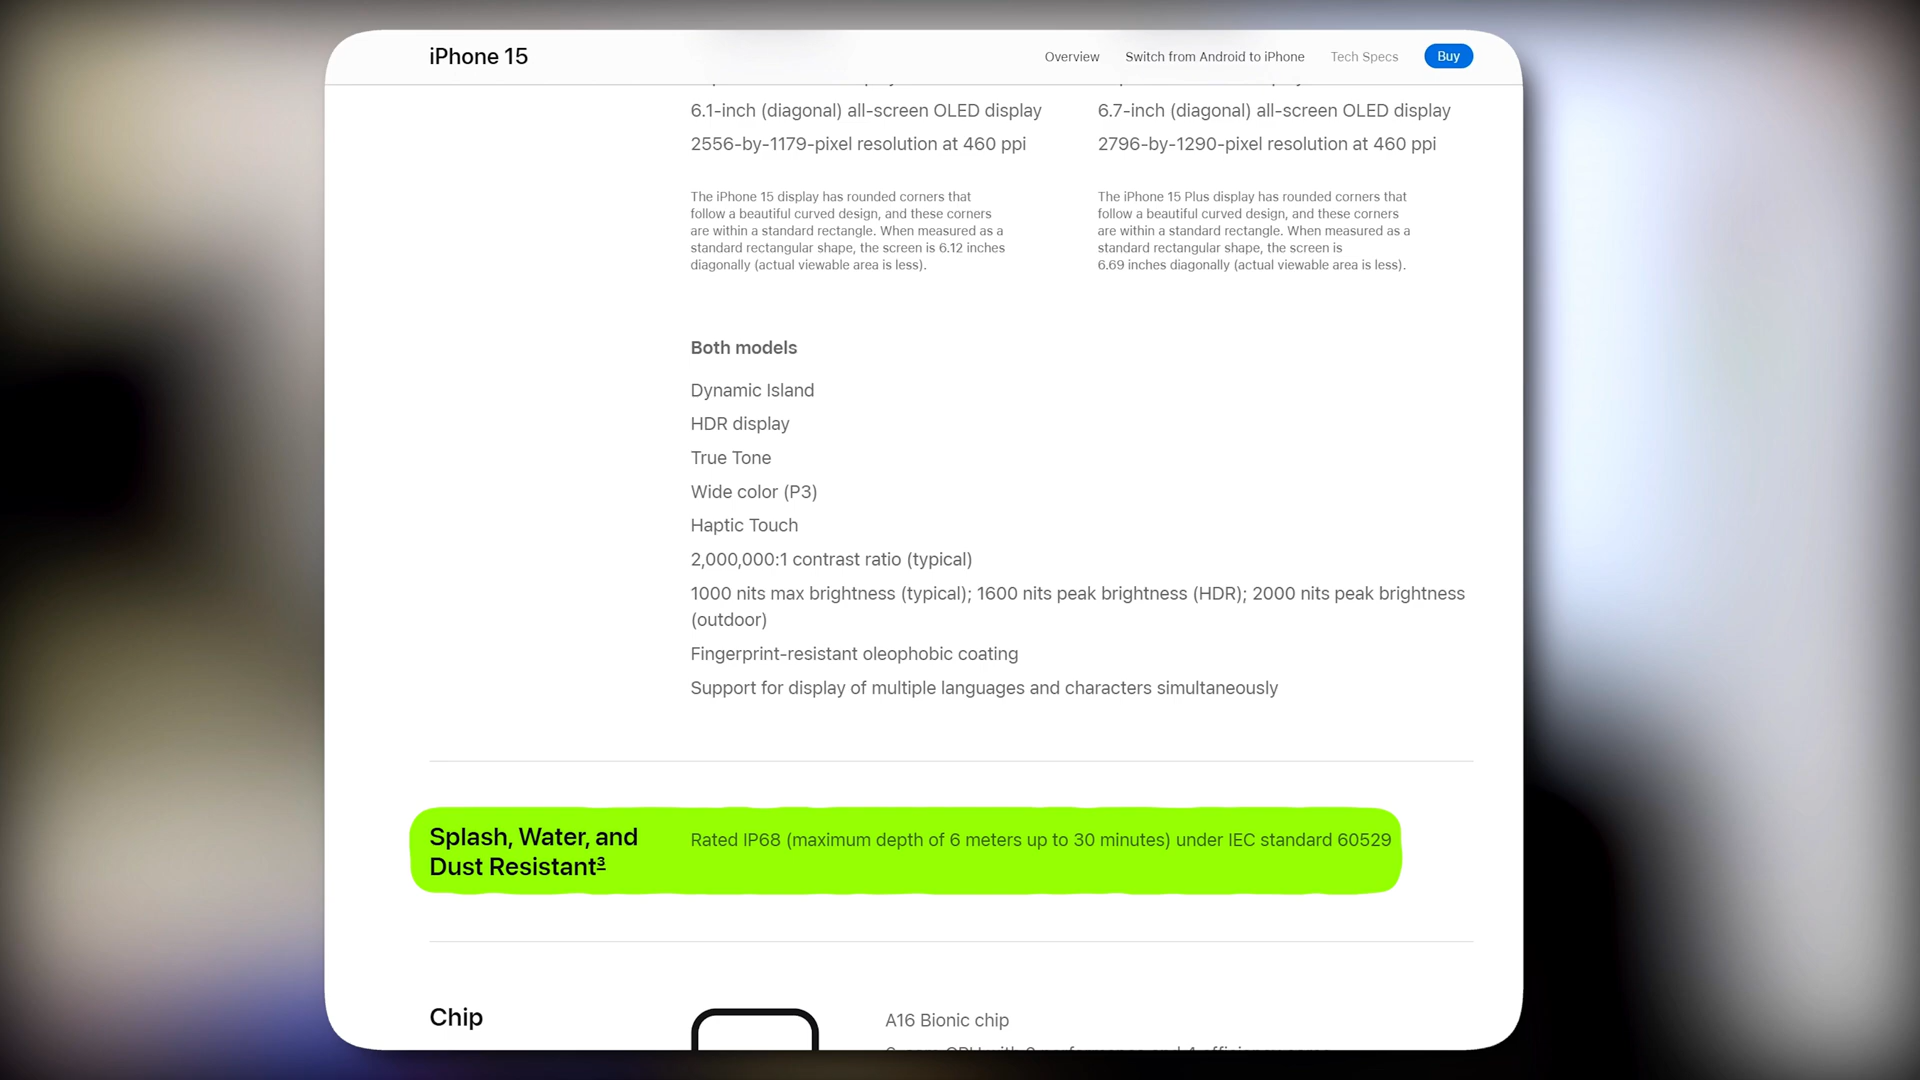 iPhone 15
Overview
Switch from Android to iPhone
Tech Specs
Buy
6.1-inch (diagonal) all-screen OLED display
2556-by-1179-pixel resolution at 460 ppi
The iPhone 15 display has rounded corners that
follow a beautiful curved design, and these corners
are within a standard rectangle. When measured as a
standard rectangular shape, the screen is 6.12 inches
diagonally (actual viewable area is less).
6.7-inch (diagonal) all-screen OLED display
2796-by-1290-pixel resolution at 460 ppi
The iPhone 15 Plus display has rounded corners that
follow a beautiful curved design, and these corners
are within a standard rectangle. When measured as a
standard rectangular shape, the screen is
6.69 inches diagonally (actual viewable area is less).
Both models
Dynamic Island
HDR display
True Tone
Wide color (P3)
Haptic Touch
2,000,000:1 contrast ratio (typical)
1000 nits max brightness (typical); 1600 nits peak brightness (HDR); 2000 nits peak brightness
(outdoor)
Fingerprint-resistant oleophobic coating
Support for display of multiple languages and characters simultaneously
Splash, Water, and
Dust Resistant³
Rated IP68 (maximum depth of 6 meters up to 30 minutes) under IEC standard 60529
Chip
A16 Bionic chip